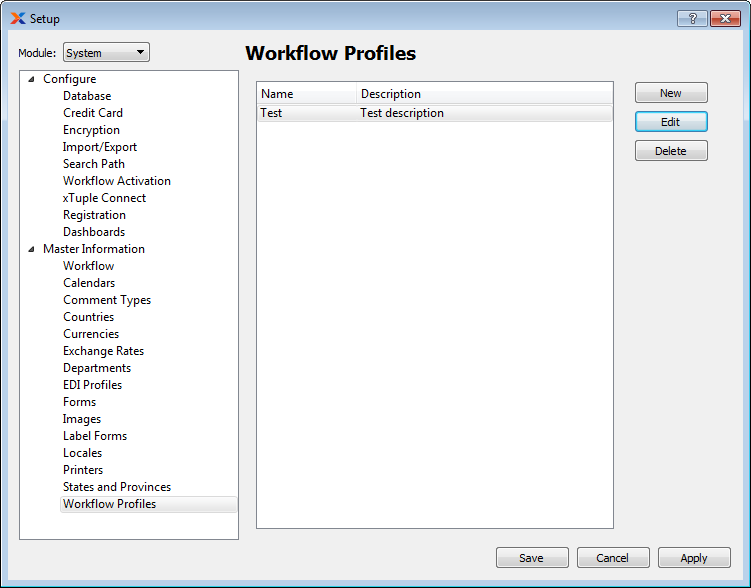 Setup
?
Module: System
Workflow Profiles
Configure
Database
Credit Card
Encryption
Import/Export
Search Path
Workflow Activation
xTuple Connect
Registration
Dashboards
Master Information
Workflow
Calendars
Comment Types
Countries
Currencies
Exchange Rates
Departments
EDI Profiles
Forms
Images
Label Forms
Locales
Printers
States and Provinces
Workflow Profiles
Name Description
Test Test description
New
Edit
Delete
Save Cancel Apply